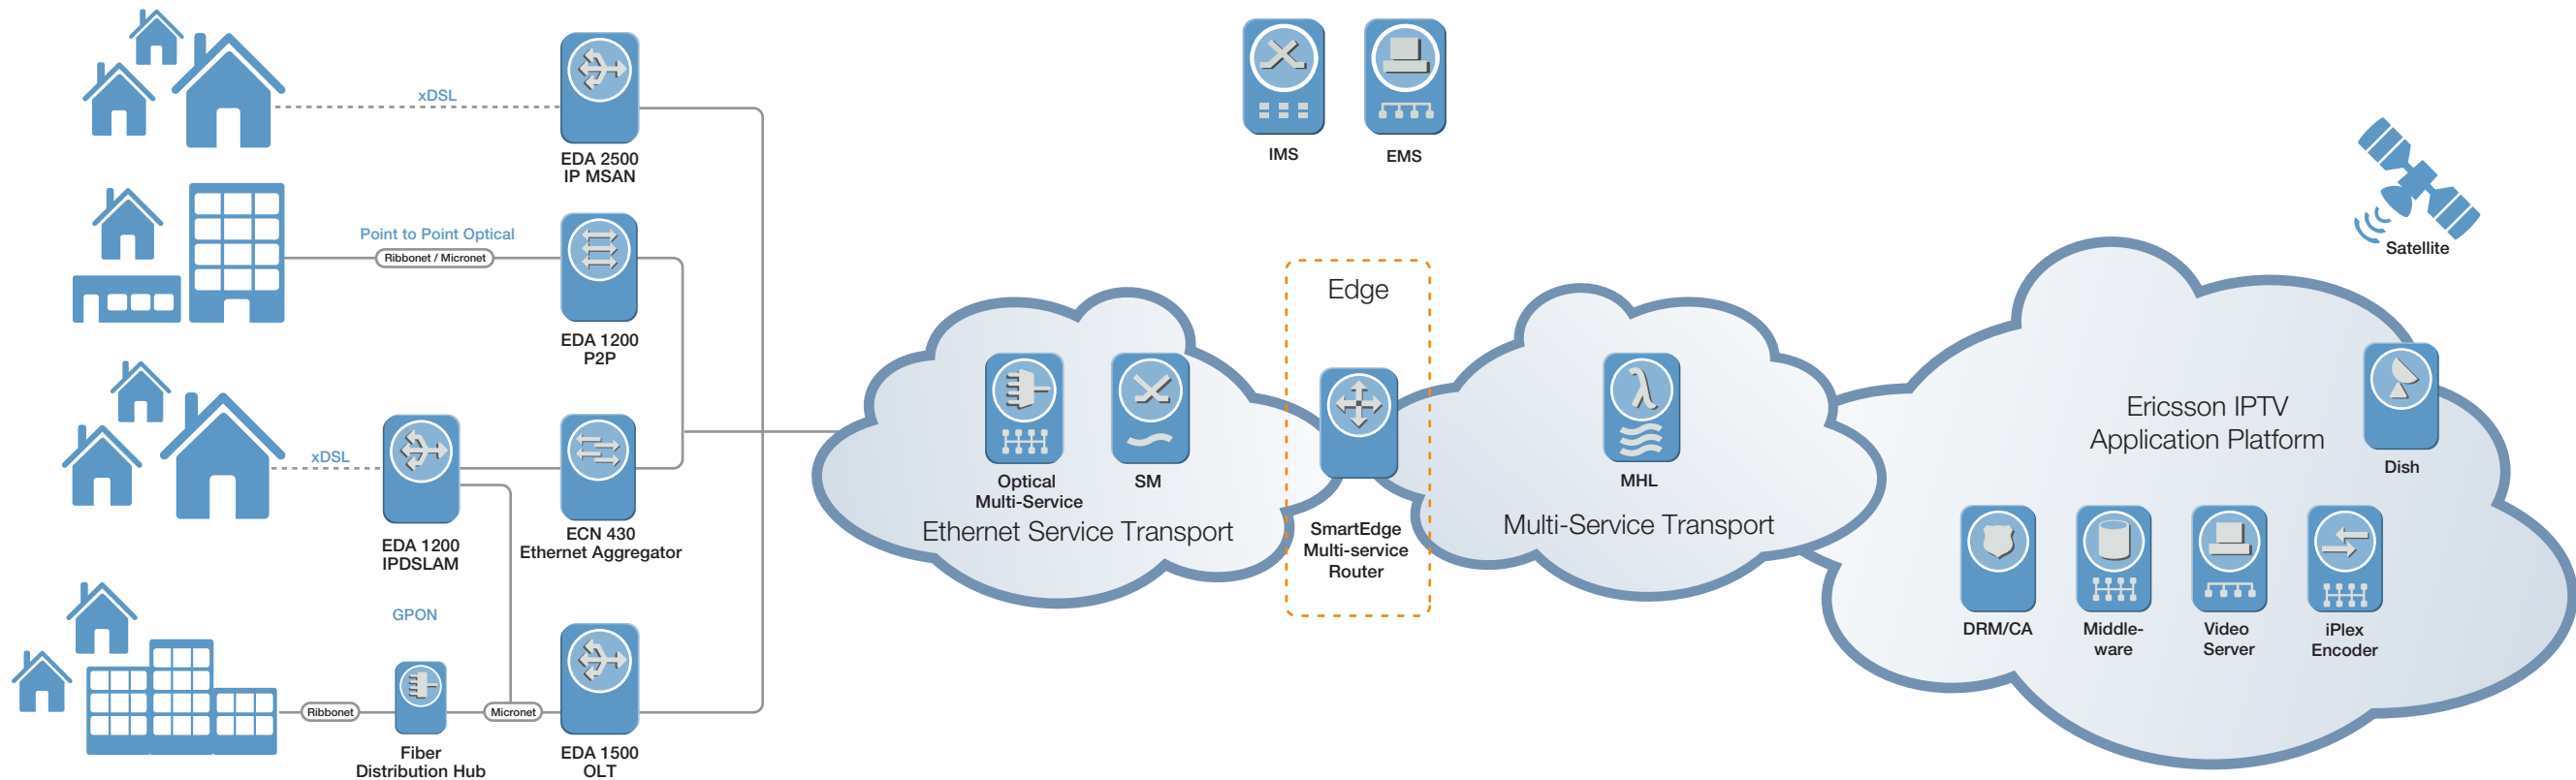 xDSL
EDA 2500
IP MSAN
Point to Point Optical
Ribbonet / Micronet
EDA 1200
P2P
xDSL
EDA 1200
IPDSLAM
ECN 430
Ethernet Aggregator
GPON
Ribbonet
Fiber
Distribution Hub
Micronet
EDA 1500
OLT
IMS
EMS
Optical
Multi-Service
SM
Ethernet Service Transport
Edge
SmartEdge
Multi-service
Router
MHL
Multi-Service Transport
Satellite
Ericsson IPTV
Application Platform
Dish
DRM/CA
Middle-
ware
Video
Server
iPlex
Encoder